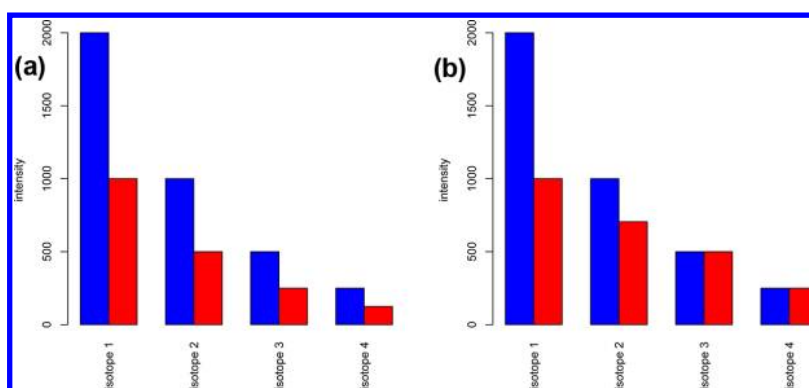 (a)
intensity
2000
1500
1000
500
0
isotope 1
isotope 2
isotope 3
isotope 4
(b)
intensity
2000
1500
1000
500
0
isotope 1
isotope 2
isotope 3
isotope 4